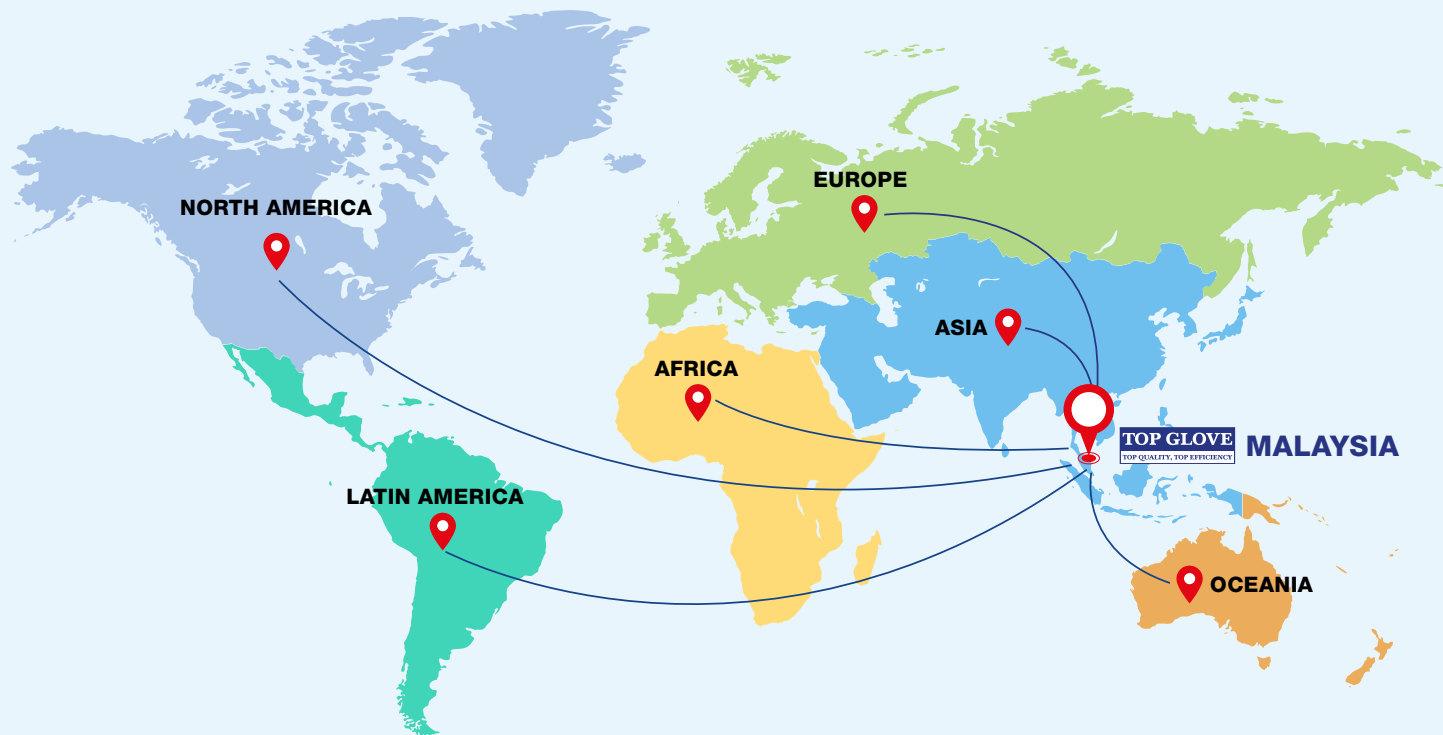 EUROPE
NORTH AMERICA
ASIA
AFRICA
TOP GLOVE
TOP QUALITY, TOP EFFICIENCY
MALAYSIA
LATIN AMERICA
OCEANIA